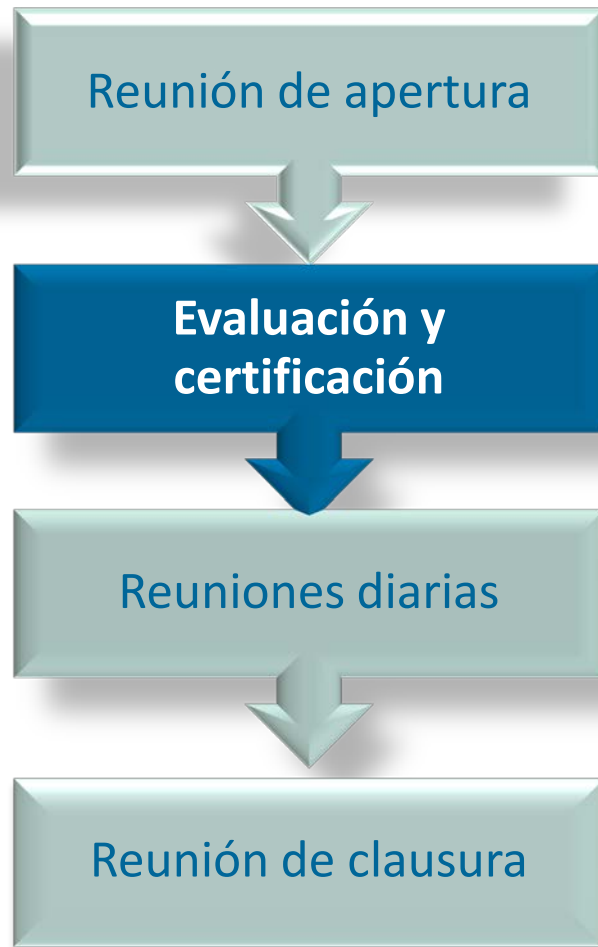 Reunión de apertura
Evaluación y
certificación
Reuniones diarias
Reunión de clausura